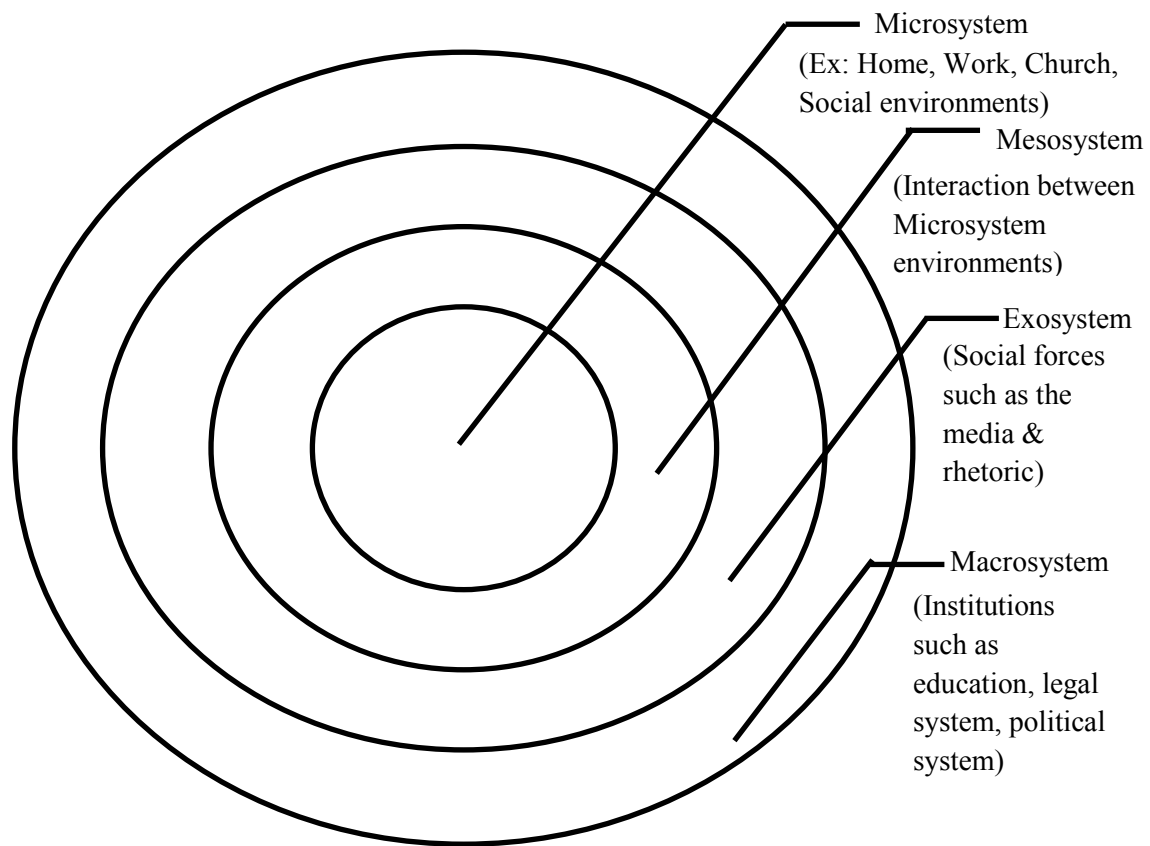 Microsystem
(Ex: Home, Work, Church,
Social environments)
Mesosystem
(Interaction between
Microsystem
environments)
Exosystem
(Social forces
such as the
media &
rhetoric)
Macrosystem
(Institutions
such as
education, legal
system, political
system)